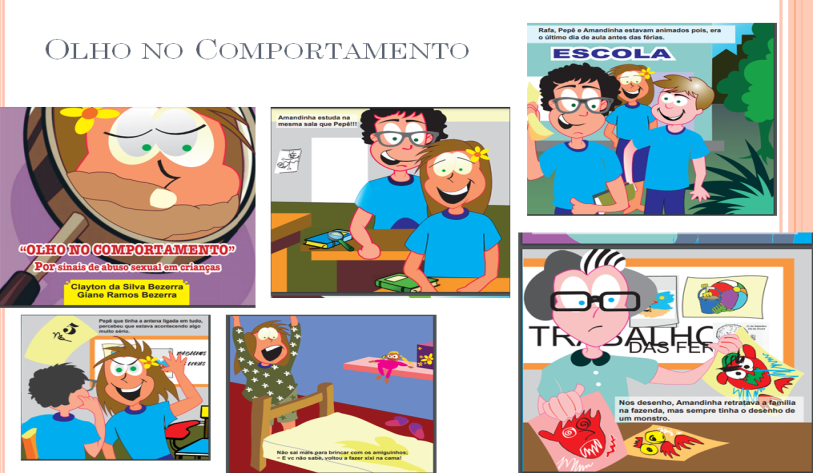 OLHO NO COMPORTAMENTO
Rafa, Pepê e Amandinha estavam animados pois, era
o último dia de aula antes das férias.
ESCOLA
"OLHO NO COMPORTAMENTO"
Por sinais de abuso sexual em crianças
Clayton da Silva Bezerra
Giane Ramos Bezerra
Amandinha estuda na
mesma sala que Pepê!!!
Pepê que tinha a antena ligada em tudo,
percebeu que estava acontecendo algo
muito sério.
Não sai mais para brincar com os amiguinhos;
– E vc não sabe, voltou a fazer xixi na cama!
TRABALHO
DAS FÉR
Nos desenho, Amandinha retratava a família
na fazenda, mas sempre tinha o desenho de
um monstro.